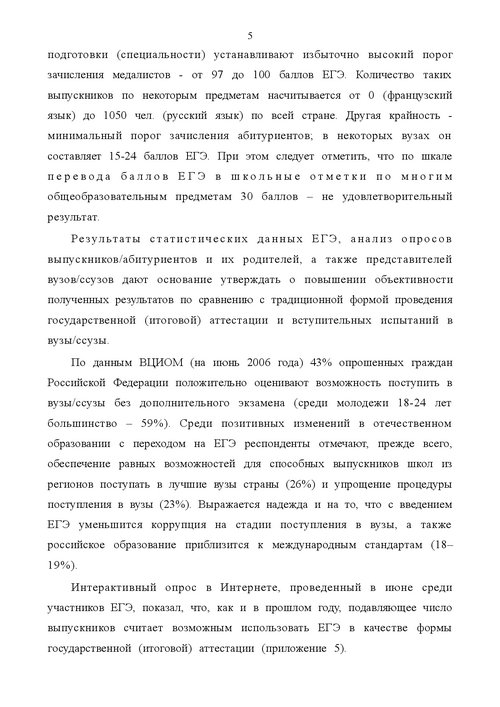 5
подготовки (специальности) устанавливают избыточно высокий порог
зачисления медалистов - от 97 до 100 баллов ЕГЭ. Количество таких
выпускников по некоторым предметам насчитывается от 0 (французский
язык) до 1050 чел. (русский язык) по всей стране. Другая крайность -
минимальный порог зачисления абитуриентов; в некоторых вузах он
составляет 15-24 баллов ЕГЭ. При этом следует отметить, что по шкале
перевода баллов ЕГЭ в школьные отметки по многим
общеобразовательным предметам 30 баллов – не удовлетворительный
результат.
Результаты статистических данных ЕГЭ, анализ опросов
выпускников/абитуриентов и их родителей, а также представителей
вузов/ссузов дают основание утверждать о повышении объективности
полученных результатов по сравнению с традиционной формой проведения
государственной (итоговой) аттестации и вступительных испытаний в
вузы/ссузы.
По данным ВЦИОМ (на июнь 2006 года) 43% опрошенных граждан
Российской Федерации положительно оценивают возможность поступить в
вузы/ссузы без дополнительного экзамена (среди молодежи 18-24 лет
большинство – 59%). Среди позитивных изменений в отечественном
образовании с переходом на ЕГЭ респонденты отмечают, прежде всего,
обеспечение равных возможностей для способных выпускников школ из
регионов поступать в лучшие вузы страны (26%) и упрощение процедуры
поступления в вузы (23%). Выражается надежда и на то, что с введением
ЕГЭ уменьшится коррупция на стадии поступления в вузы, а также
российское образование приблизится к международным стандартам (18–
19%).
Интерактивный опрос в Интернете, проведенный в июне среди
участников ЕГЭ, показал, что, как и в прошлом году, подавляющее число
выпускников считает возможным использовать ЕГЭ в качестве формы
государственной (итоговой) аттестации (приложение 5).